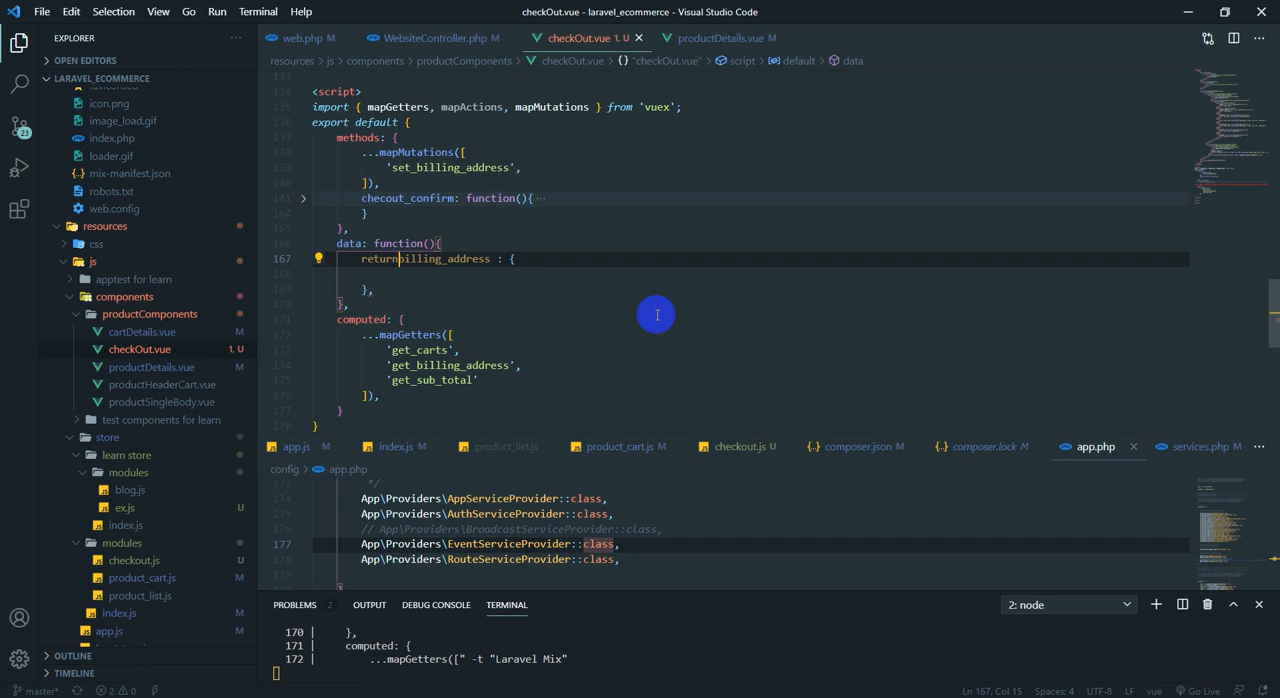 File Edit Selection View Go Run Terminal Help
checkOut.vue - laravel_ecommerce - Visual Studio Code
EXPLORER
OPEN EDITORS
LARAVEL_ECOMMERCE
icon.png
image_load.gif
index.php
loader.gif
mix-manifest.json
robots.txt
web.config
resources
css
js
apptest for learn
components
productComponents
cartDetails.vue M
checkOut.vue 1, U
productDetails.vue M
productHeaderCart.vue
productSingleBody.vue
test components for learn
store
learn store
modules
blog.js
ex.js U
index.js
modules
checkout.js U
product_cart.js M
product_list.js
index.js M
app.js M
OUTLINE
TIMELINE
23
web.php M WebsiteController.php M checkOut.vue 1, U productDetails.vue M
resources > js > components > productComponents > checkOut.vue > {} "checkOut.vue" > script > default > data
133
134 <script>
135 import { mapGetters, mapActions, mapMutations } from 'vuex';
136 export default {
137 methods: {
138 ...mapMutations([
139 'set_billing_address',
140 ]),
141 checout_confirm: function(){ ...
164 }
165 },
166 data: function(){
167 returnbilling_address : {
168
169 },
170 },
171 computed: {
172 ...mapGetters([
173 'get_carts',
174 'get_billing_address',
175 'get_sub_total'
176 ]),
177 }
178 }
app.js M index.js M product_list.js product_cart.js M checkout.js U {} composer.json M {} composer.lock M app.php services.php M
config > app.php
173 */
174 App\Providers\AppServiceProvider::class,
175 App\Providers\AuthServiceProvider::class,
176 // App\Providers\BroadcastServiceProvider::class,
177 App\Providers\EventServiceProvider::class,
178 App\Providers\RouteServiceProvider::class,
179
PROBLEMS 2 OUTPUT DEBUG CONSOLE TERMINAL
2: node
170 | },
171 | computed: {
172 | ...mapGetters([" -t "Laravel Mix"
master* 2 0
Ln 167, Col 15 Spaces: 4 UTF-8 LF vue Go Live